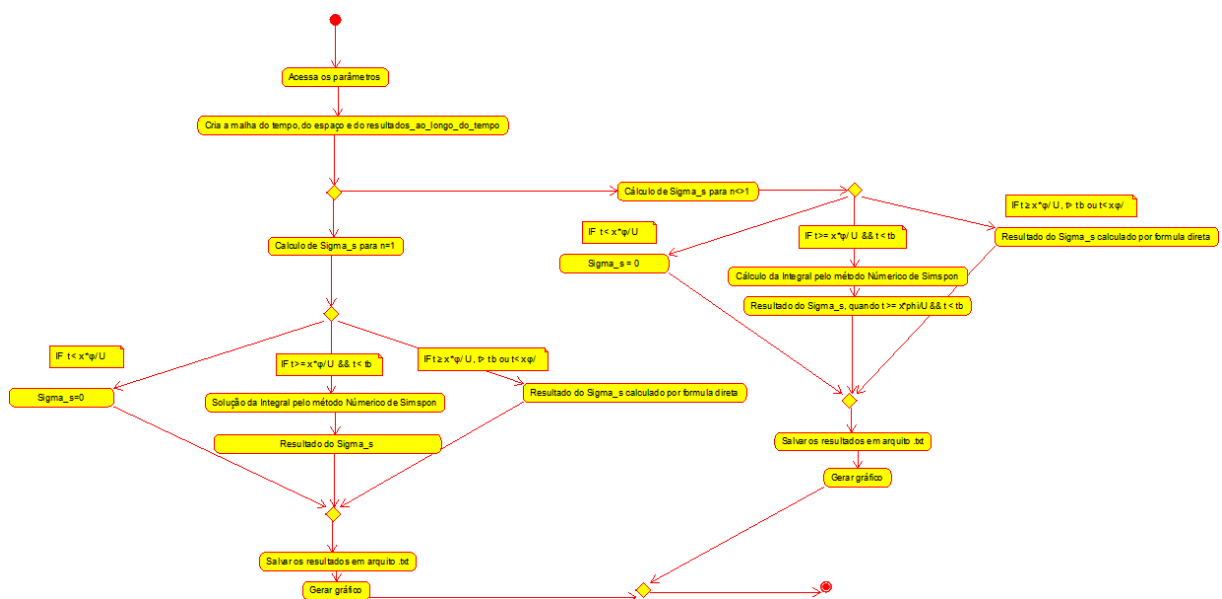 Acessa os parâmetros
Cria a malha do tempo, do espaço e do resultados_ao_longo_do_tempo
Cálculo de Sigma_s para n<>1
IF t< x*φ/ U
IF t>= x*φ/ U && t< tb
IF t ≥ x*φ/ U , t> tb ou t< xφ/
Sigma_s = 0
Resultado do Sigma_s calculado por formula direta
Cálculo da Integral pelo método Númerico de Simspon
Resultado do Sigma_s, quando t >= x*phi/U && t < tb
Salvar os resultados em arquito .txt
Gerar gráfico
Calculo de Sigma_s para n=1
IF t< x*φ/ U
IF t>= x*φ/ U && t< tb
IF t ≥ x*φ/ U , t> tb ou t< xφ/
Sigma_s=0
Solução da Integral pelo método Númerico de Simspon
Resultado do Sigma_s calculado por formula direta
Resultado do Sigma_s
Salvar os resultados em arquito .txt
Gerar gráfico